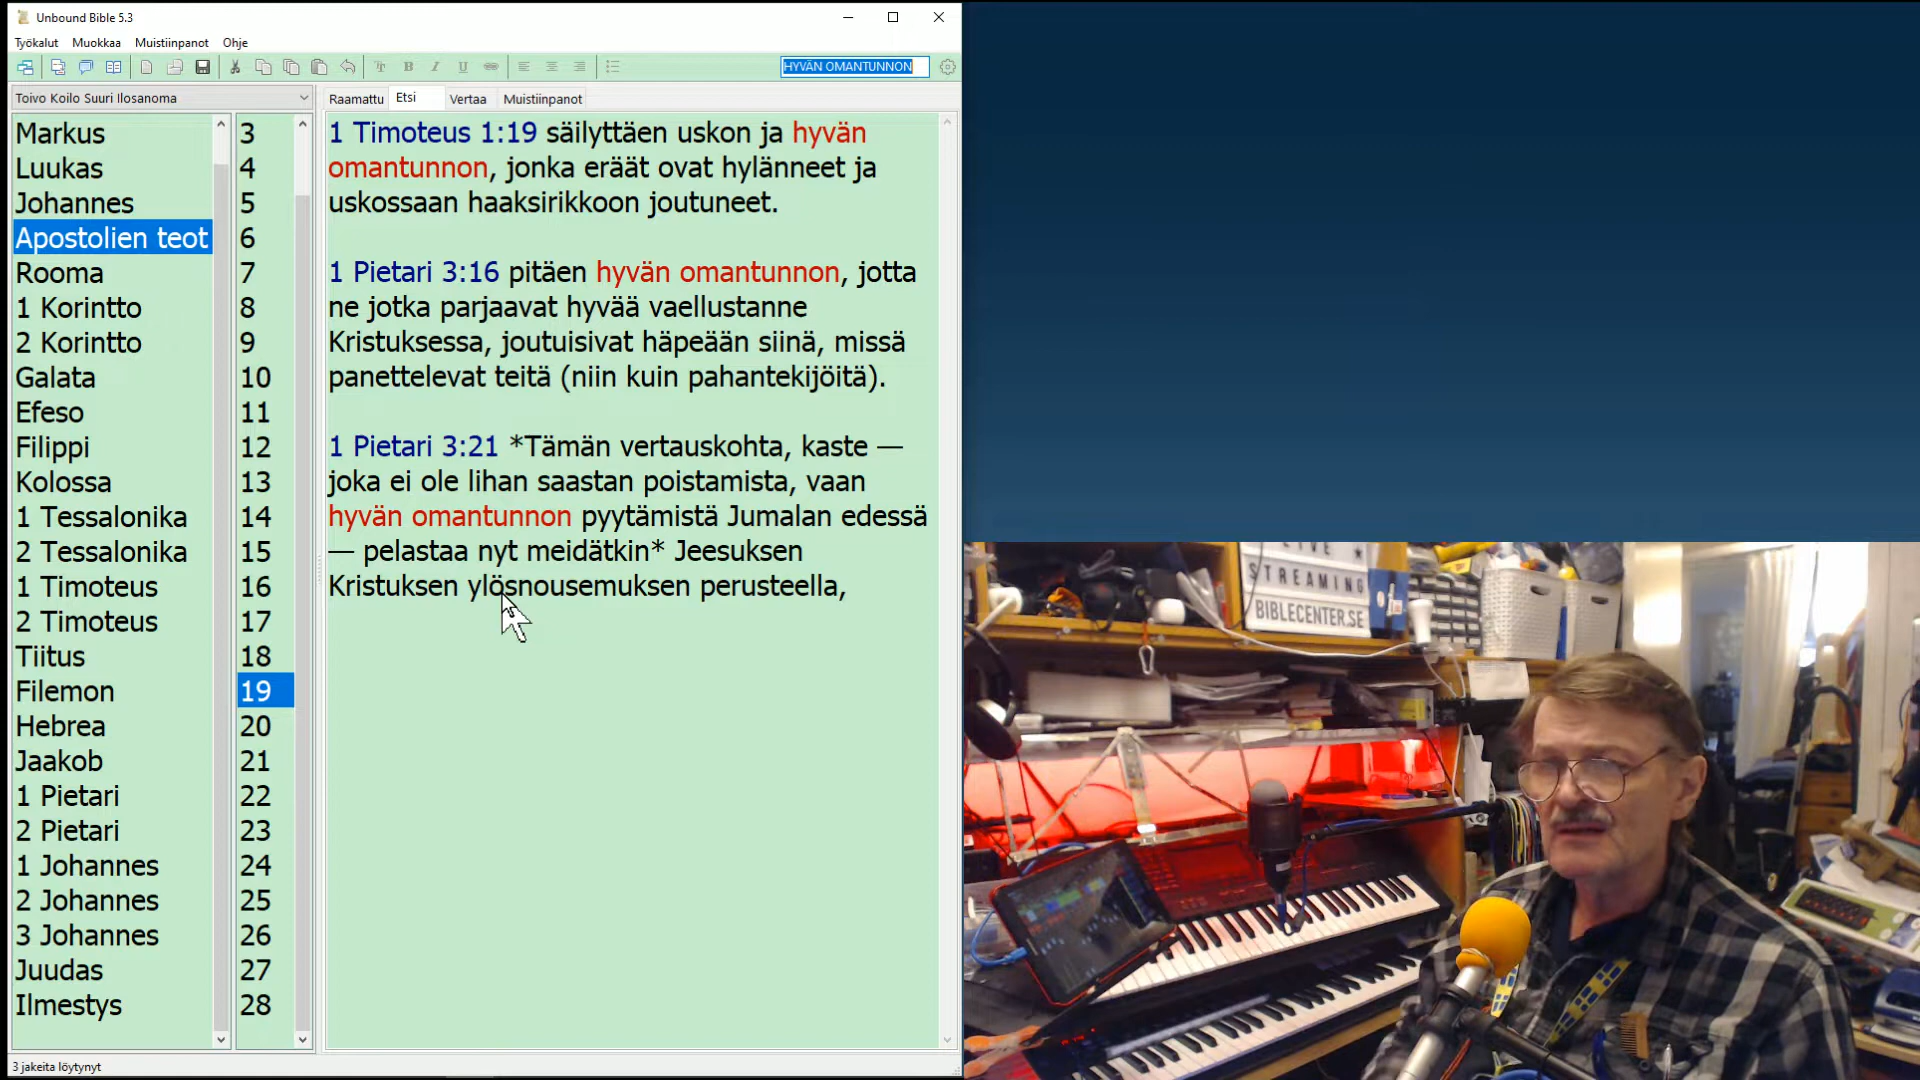 Unbound Bible 5.3
Työkalut Muokkaa Muistiinpanot Ohje
HYVÄN OMANTUNNON
Toivo Koilo Suuri Ilosanoma
Raamattu Etsi Vertaa Muistiinpanot
Markus
Luukas
Johannes
Apostolien teot
Rooma
1 Korintto
2 Korintto
Galata
Efeso
Filippi
Kolossa
1 Tessalonika
2 Tessalonika
1 Timoteus
2 Timoteus
Tiitus
Filemon
Hebrea
Jaakob
1 Pietari
2 Pietari
1 Johannes
2 Johannes
3 Johannes
Juudas
Ilmestys
3
4
5
6
7
8
9
10
11
12
13
14
15
16
17
18
19
20
21
22
23
24
25
26
27
28
1 Timoteus 1:19 säilyttäen uskon ja hyvän
omantunnon, jonka eräät ovat hylänneet ja
uskossaan haaksirikkoon joutuneet.
1 Pietari 3:16 pitäen hyvän omantunnon, jotta
ne jotka parjaavat hyvää vaellustanne
Kristuksessa, joutuisivat häpeään siinä, missä
panettelevat teitä (niin kuin pahantekijöitä).
1 Pietari 3:21 *Tämän vertauskohta, kaste —
joka ei ole lihan saastan poistamista, vaan
hyvän omantunnon pyytämistä Jumalan edessä
— pelastaa nyt meidätkin* Jeesuksen
Kristuksen ylösnousemuksen perusteella,
3 jakeita löytynyt
LIVE
STREAMING
BIBLECENTER.SE